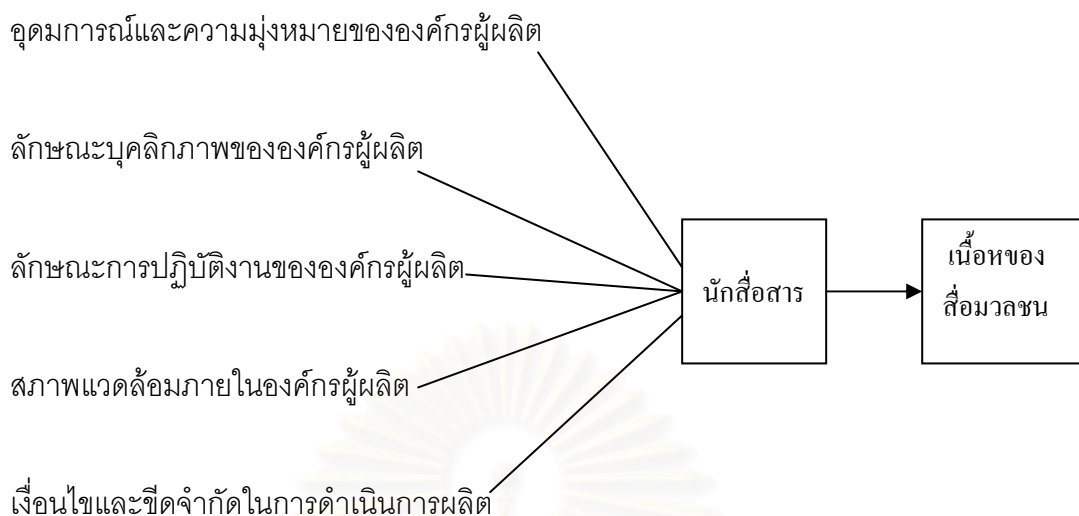 อุดมการณ์และความมุ่งหมายขององค์กรผู้ผลิต
ลักษณะบุคลิกภาพขององค์กรผู้ผลิต
ลักษณะการปฏิบัติงานขององค์กรผู้ผลิต
สภาพแวดล้อมภายในองค์กรผู้ผลิต
เงื่อนไขและขีดจำกัดในการดำเนินการผลิต
นักสื่อสาร
เนื้อหของ
สื่อมวลชน